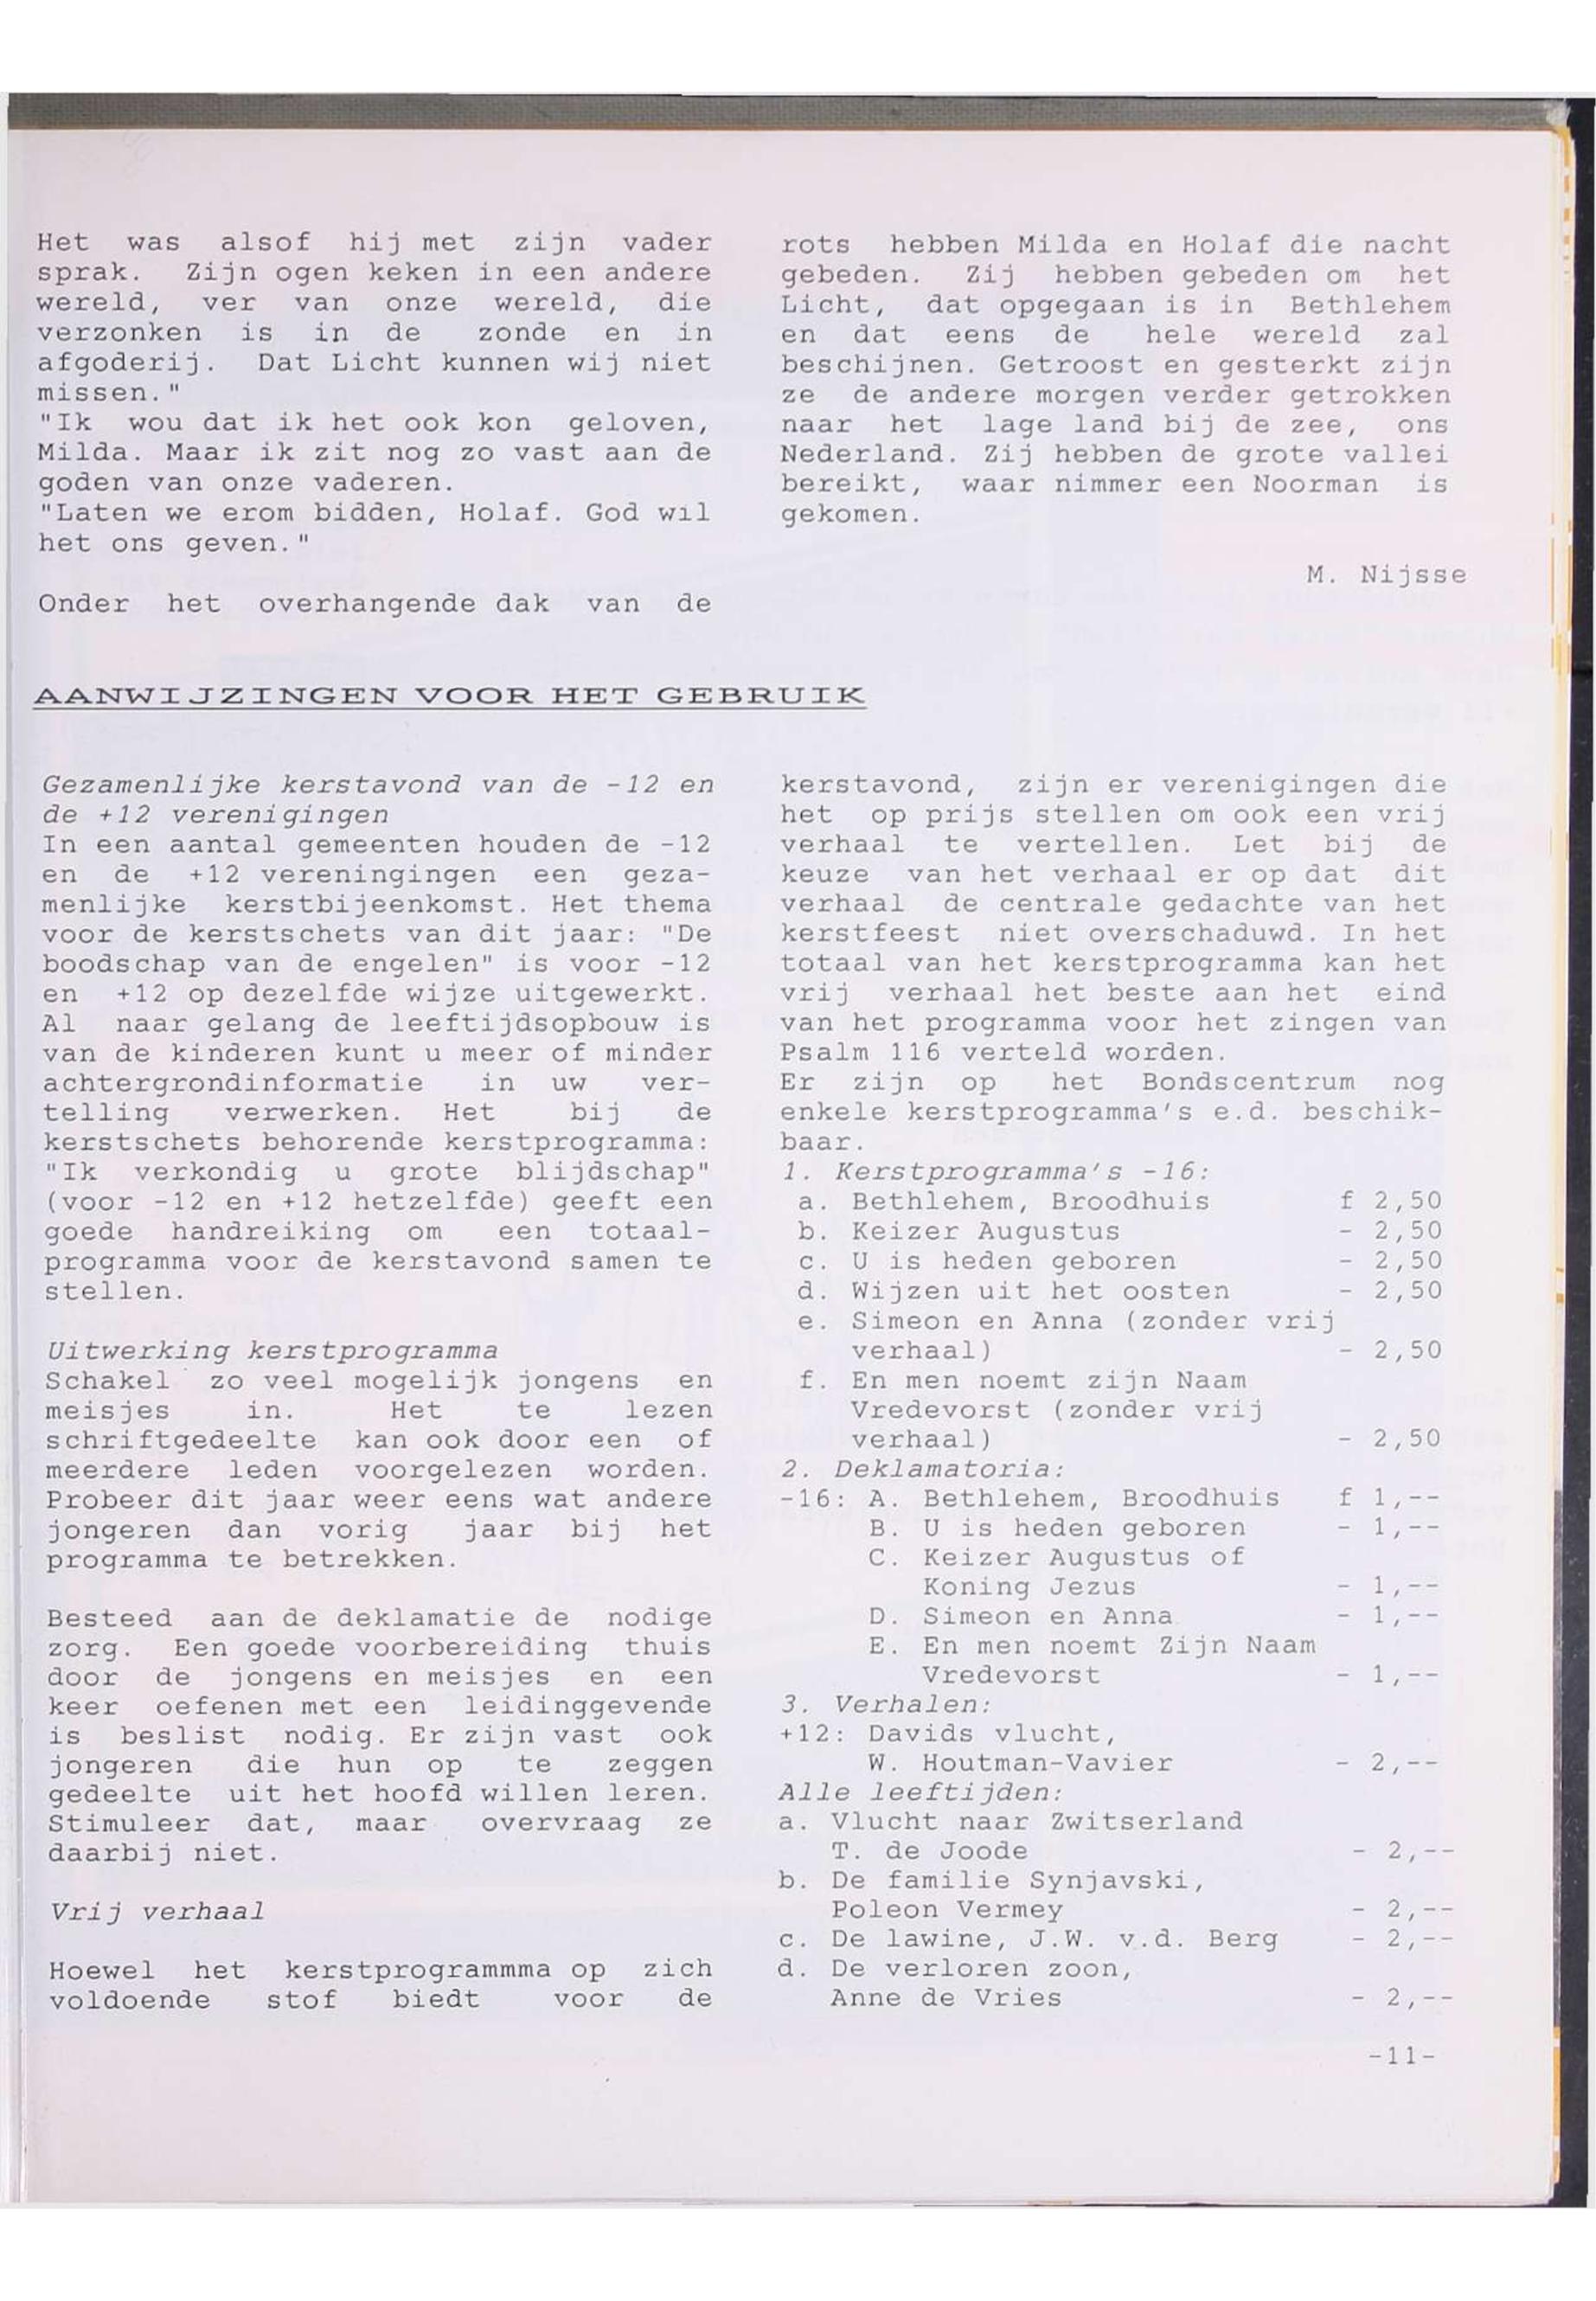 Het was alsof hij met zijn vader
sprak. Zijn ogen keken in een andere
wereld, ver van onze wereld, die
verzonken is in de zonde en in
afgoderij. Dat Licht kunnen wij niet
missen."
"Ik wou dat ik het ook kon geloven,
Milda. Maar ik zit nog zo vast aan de
goden van onze vaderen.
"Laten we erom bidden, Holaf. God wil
het ons geven."
Onder het overhangende dak van de
rots hebben Milda en Holaf die nacht
gebeden. Zij hebben gebeden om het
Licht, dat opgegaan is in Bethlehem
en dat eens de hele wereld zal
beschijnen. Getroost en gesterkt zijn
ze de andere morgen verder getrokken
naar het lage land bij de zee, ons
Nederland. Zij hebben de grote vallei
bereikt, waar nimmer een Noorman is
gekomen.
M. Nijsse
AANWIJZINGEN VOOR HET GEBRUIK
Gezamenlijke kerstavond van de -12 en
de +12 verenigingen
In een aantal gemeenten houden de -12
en de +12 vereningingen een geza-
menlijke kerstbijeenkomst. Het thema
voor de kerstschets van dit jaar: "De
boodschap van de engelen" is voor -12
en +12 op dezelfde wijze uitgewerkt.
Al naar gelang de leeftijdsopbouw is
van de kinderen kunt u meer of minder
achtergrondinformatie in uw ver-
telling verwerken. Het bij de
kerstschets behorende kerstprogramma:
"Ik verkondig u grote blijdschap"
(voor -12 en +12 hetzelfde) geeft een
goede handreiking om een totaal-
programma voor de kerstavond samen te
stellen.
Uitwerking kerstprogramma
Schakel zo veel mogelijk jongens en
meisjes in. Het te lezen
schriftgedeelte kan ook door een of
meerdere leden voorgelezen worden.
Probeer dit jaar weer eens wat andere
jongeren dan vorig jaar bij het
programma te betrekken.
Besteed aan de deklamatie de nodige
zorg. Een goede voorbereiding thuis
door de jongens en meisjes en een
keer oefenen met een leidinggevende
is beslist nodig. Er zijn vast ook
jongeren die hun op te zeggen
gedeelte uit het hoofd willen leren.
Stimuleer dat, maar overvraag ze
daarbij niet.
Vrij verhaal
Hoewel het kerstprogrammma op zich
voldoende stof biedt voor de
kerstavond, zijn er verenigingen die
het op prijs stellen om ook een vrij
verhaal te vertellen. Let bij de
keuze van het verhaal er op dat dit
verhaal de centrale gedachte van het
kerstfeest niet overschaduwd. In het
totaal van het kerstprogramma kan het
vrij verhaal het beste aan het eind
van het programma voor het zingen van
Psalm 116 verteld worden.
Er zijn op het Bondscentrum nog
enkele kerstprogramma's e.d. beschik-
baar.
1. Kerstprogramma's -16:
a. Bethlehem, Broodhuis f 2,50
b. Keizer Augustus - 2,50
c. U is heden geboren - 2,50
d. Wijzen uit het oosten - 2,50
e. Simeon en Anna (zonder vrij
verhaal) - 2,50
f. En men noemt zijn Naam
Vredevorst (zonder vrij
verhaal) - 2,50
2. Deklamatoria:
-16: A. Bethlehem, Broodhuis f 1,--
B. U is heden geboren - 1,--
C. Keizer Augustus of
Koning Jezus - 1,--
D. Simeon en Anna - 1,--
E. En men noemt Zijn Naam
Vredevorst - 1,--
3. Verhalen:
+12: Davids vlucht,
W. Houtman-Vavier - 2,--
Alle leeftijden:
a. Vlucht naar Zwitserland
T. de Joode - 2,--
b. De familie Synjavski,
Poleon Vermey - 2,--
c. De lawine, J.W. v.d. Berg - 2,--
d. De verloren zoon,
Anne de Vries - 2,--
-11-